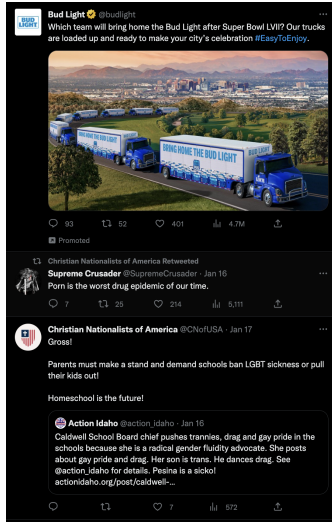 BUD LIGHT
Bud Light @budlight
Which team will bring home the Bud Light after Super Bowl LVII? Our trucks
are loaded up and ready to make your city's celebration #EasyToEnjoy.
BRING HOME THE BUD LIGHT
BRING HOME THE BUD LIGHT
93 52 401 4.7M
Promoted
Christian Nationalists of America Retweeted
Supreme Crusader @SupremeCrusader · Jan 16
Porn is the worst drug epidemic of our time.
7 25 214 5,111
Christian Nationalists of America @CNofUSA · Jan 17
Gross!
Parents must make a stand and demand schools ban LGBT sickness or pull
their kids out!
Homeschool is the future!
Action Idaho @action_idaho · Jan 16
Caldwell School Board chief pushes trannies, drag and gay pride in the
schools because she is a radical gender fluidity advocate. She posts
about gay pride and drag. Her son is trans. He dances drag. See
@action_idaho for details. Pesina is a sicko!
actionidaho.org/post/caldwell-...
7 572